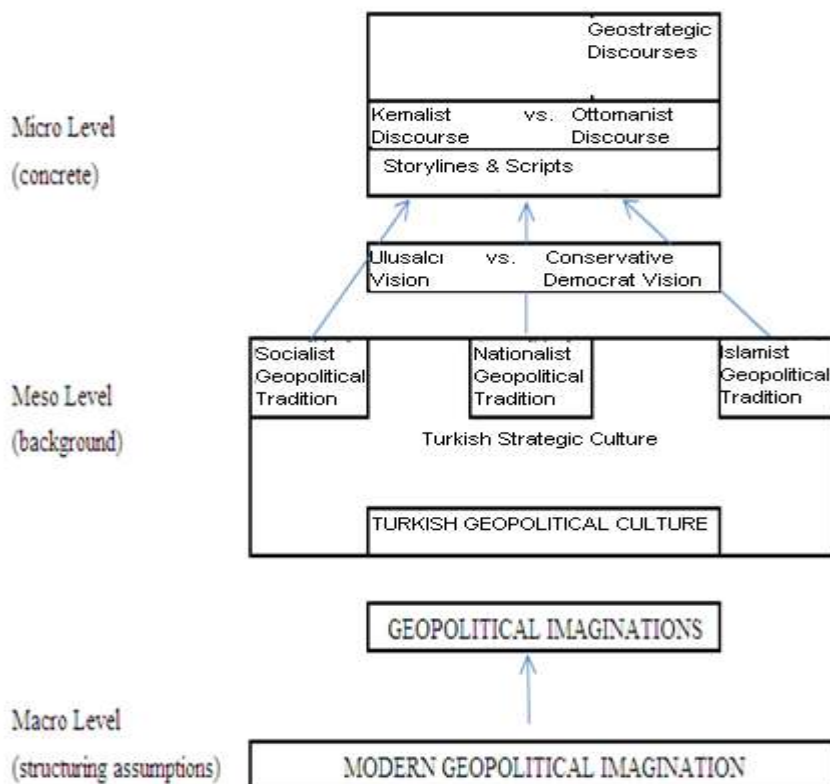 Geostrategic
Discourses
Micro Level
(concrete)
Kemalist vs. Ottomanist
Discourse Discourse
Storylines & Scripts
Ulusalcı vs. Conservative
Vision Democrat Vision
Meso Level
(background)
Socialist
Geopolitical
Tradition
Nationalist
Geopolitical
Tradition
Islamist
Geopolitical
Tradition
Turkish Strategic Culture
TURKISH GEOPOLITICAL CULTURE
GEOPOLITICAL IMAGINATIONS
Macro Level
(structuring assumptions)
MODERN GEOPOLITICAL IMAGINATION